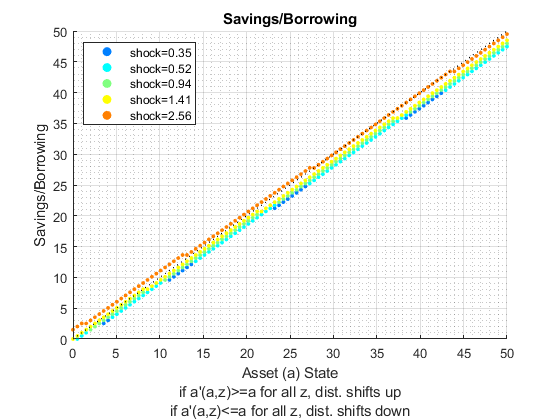 Savings/Borrowing
50
45
40
35
30
25
20
15
10
5
0
Savings/Borrowing
shock=0.35
shock=0.52
shock=0.94
shock=1.41
shock=2.56
0 5 10 15 20 25 30 35 40 45 50
Asset (a) State
if a'(a,z)>=a for all z, dist. shifts up
if a'(a,z)<=a for all z, dist. shifts down